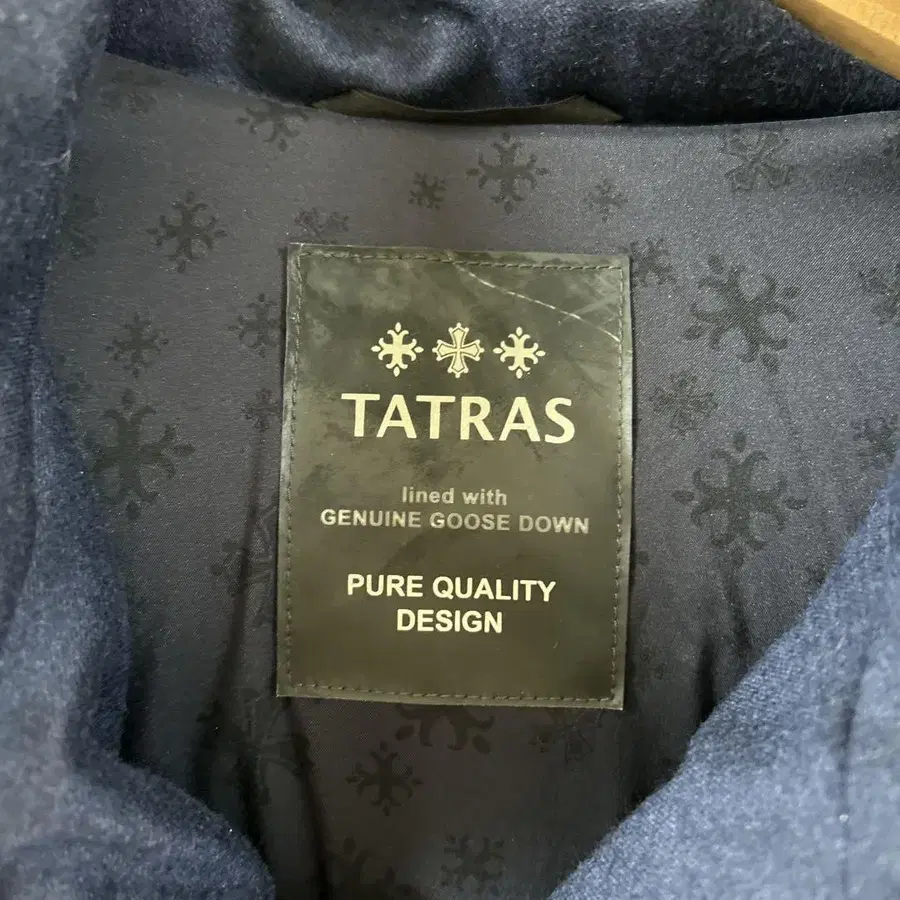 TATRAS
lined with
GENUINE GOOSE DOWN
PURE QUALITY
DESIGN